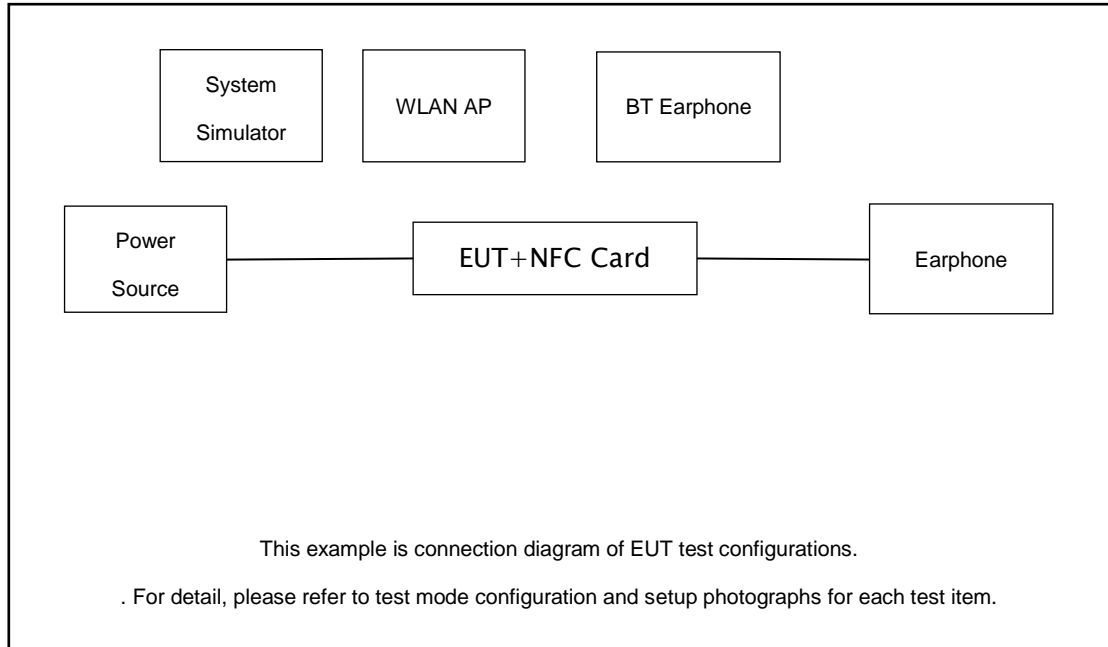 System
Simulator
WLAN AP
BT Earphone
Power
Source
EUT+NFC Card
Earphone
This example is connection diagram of EUT test configurations.
. For detail, please refer to test mode configuration and setup photographs for each test item.